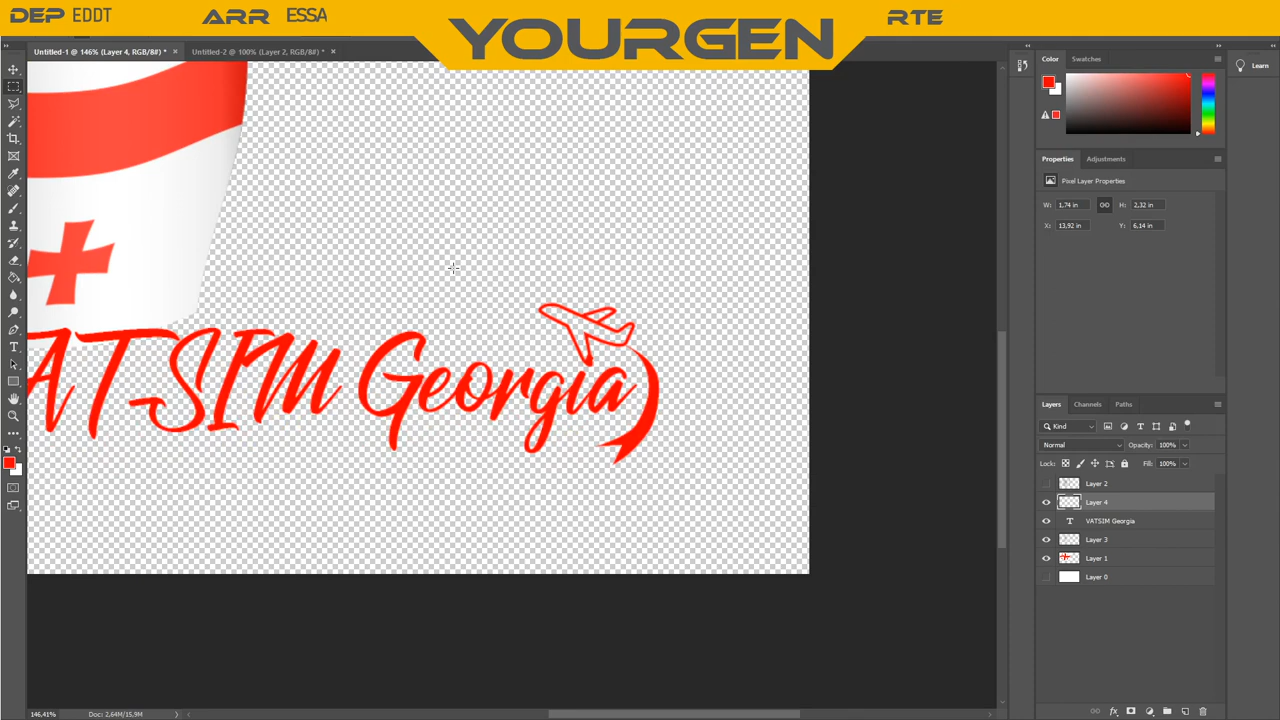 DEP EDDT ARR ESSA YOURGEN RTE
Untitled-1 @ 146% (Layer 4, RGB/8#) * × Untitled-2 @ 100% (Layer 2, RGB/8#) * ×
Color Swatches
Learn
Properties Adjustments
Pixel Layer Properties
W: 1,74 in H: 2,32 in
X: 13,92 in Y: 6,14 in
VATSIM Georgia
Layers Channels Paths
Kind
Normal Opacity: 100%
Lock: Fill: 100%
Layer 2
Layer 4
T VATSIM Georgia
Layer 3
Layer 1
Layer 0
146,41% Doc: 2,64M/15,9M